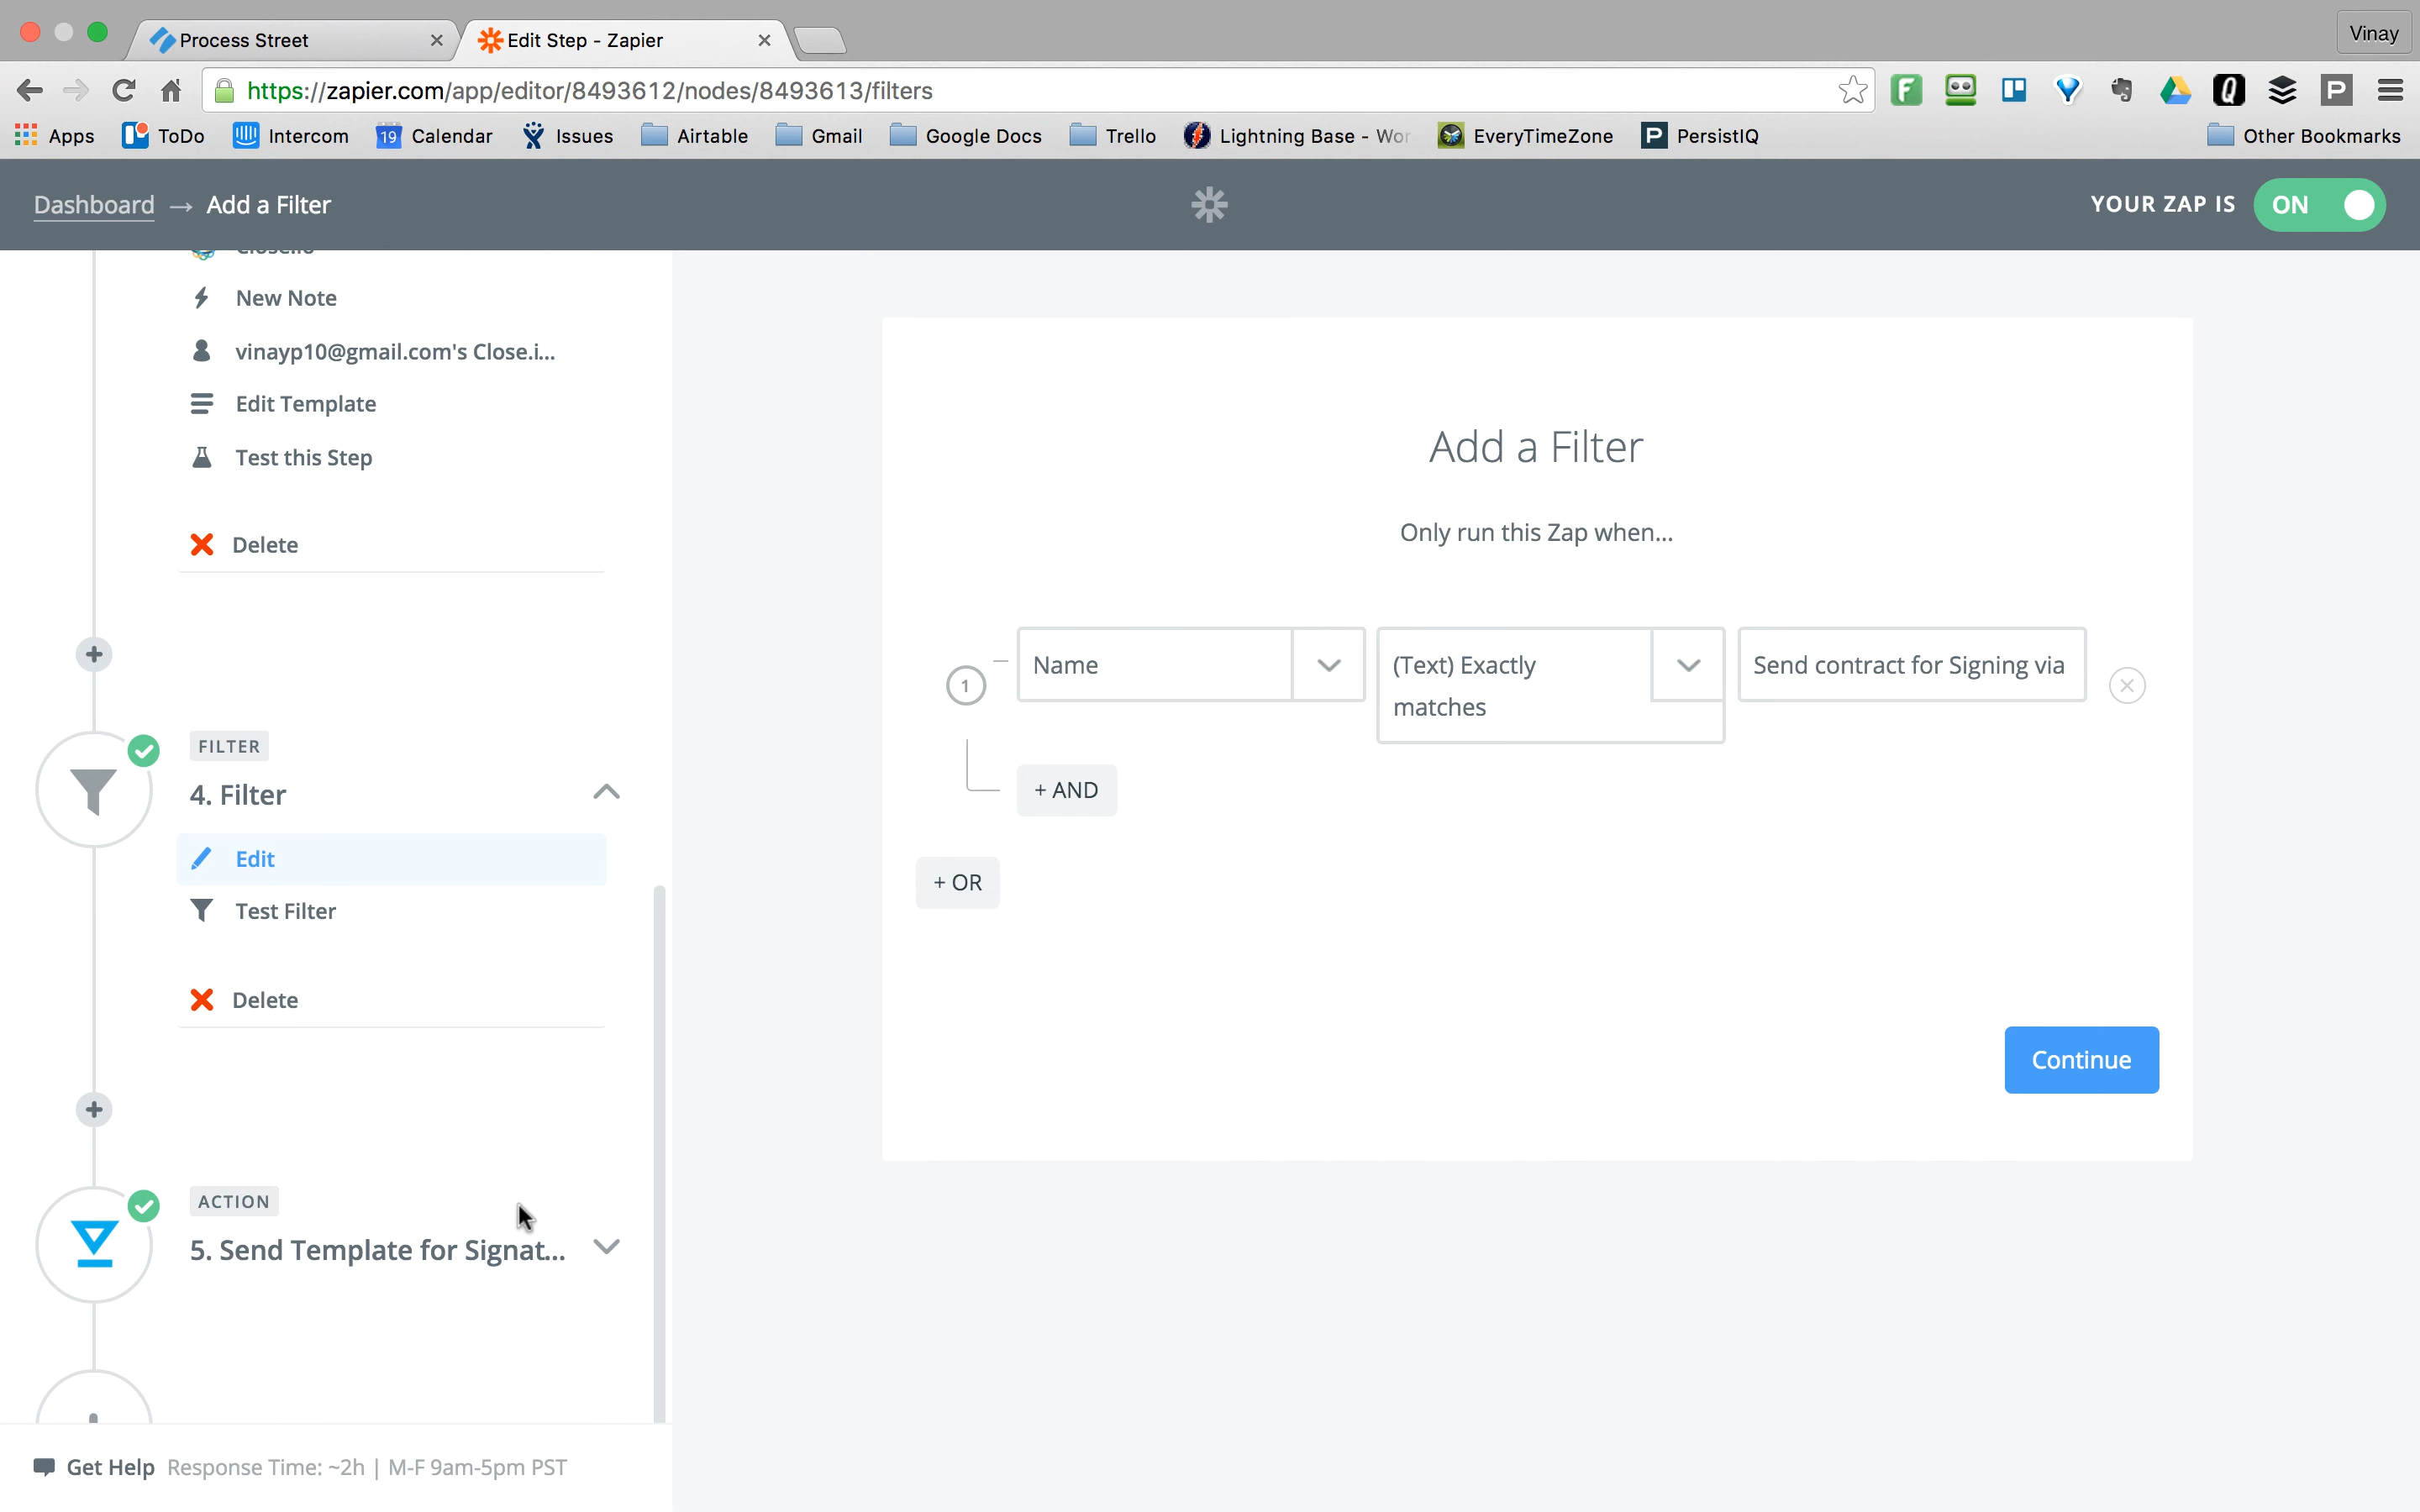 Process Street
Edit Step - Zapier
Vinay
https://zapier.com/app/editor/8493612/nodes/8493613/filters
Apps
ToDo
Intercom
19
Calendar
Issues
Airtable
Gmail
Google Docs
Trello
Lightning Base - Wor
EveryTimeZone
P
PersistIQ
Other Bookmarks
Dashboard → Add a Filter
YOUR ZAP IS
ON
New Note
vinayp10@gmail.com's Close.i...
Edit Template
Test this Step
Delete
FILTER
4. Filter
Edit
Test Filter
Delete
ACTION
5. Send Template for Signat...
Get Help Response Time: ~2h | M-F 9am-5pm PST
Add a Filter
Only run this Zap when...
1
Name
(Text) Exactly
matches
Send contract for Signing via
+ AND
+ OR
Continue